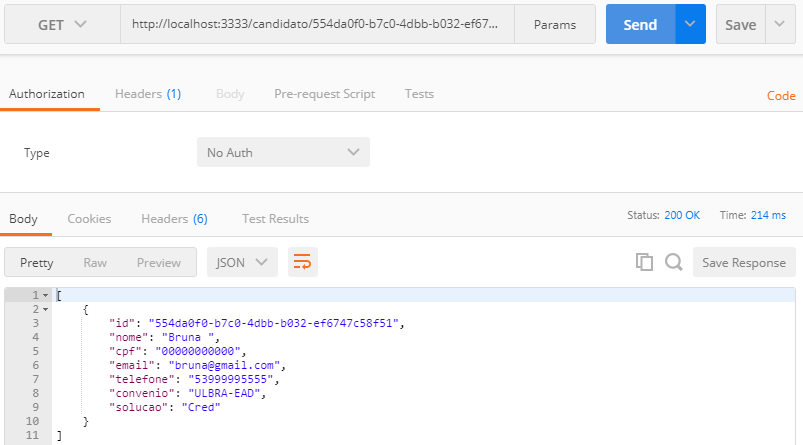 GET http://localhost:3333/candidato/554da0f0-b7c0-4dbb-b032-ef67... Params Send Save
Authorization Headers (1) Body Pre-request Script Tests Code
Type No Auth
Body Cookies Headers (6) Test Results Status: 200 OK Time: 214 ms
Pretty Raw Preview JSON Save Response
1 [
2 {
3 "id": "554da0f0-b7c0-4dbb-b032-ef6747c58f51",
4 "nome": "Bruna ",
5 "cpf": "00000000000",
6 "email": "bruna@gmail.com",
7 "telefone": "53999995555",
8 "convenio": "ULBRA-EAD",
9 "solucao": "Cred"
10 }
11 ]